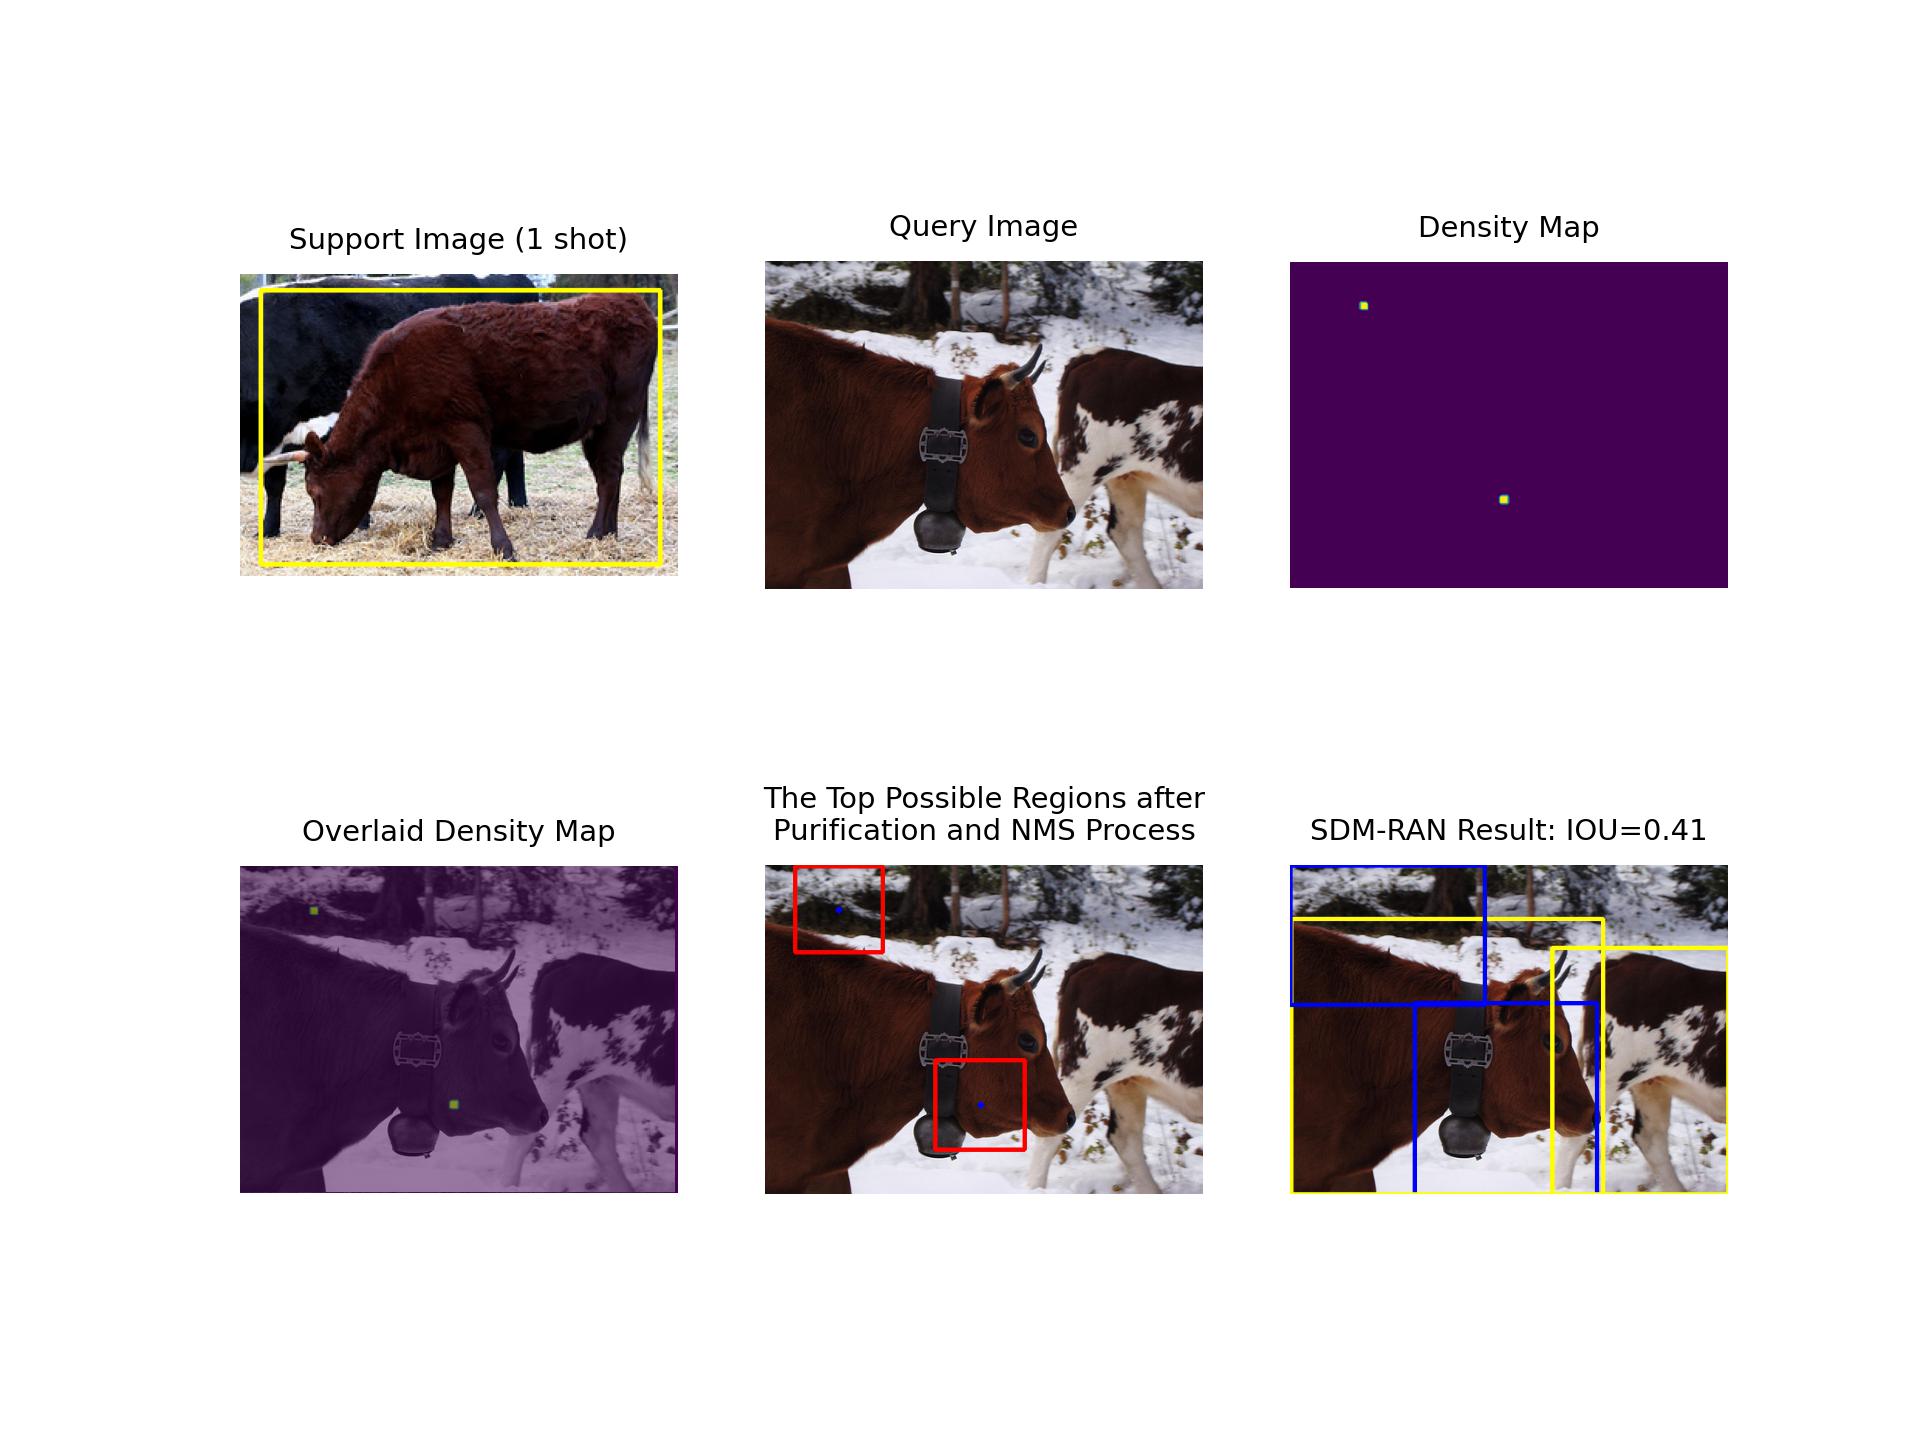 Support Image (1 shot)
Query Image
Density Map
Overlaid Density Map
The Top Possible Regions after
Purification and NMS Process
SDM-RAN Result: IOU=0.41